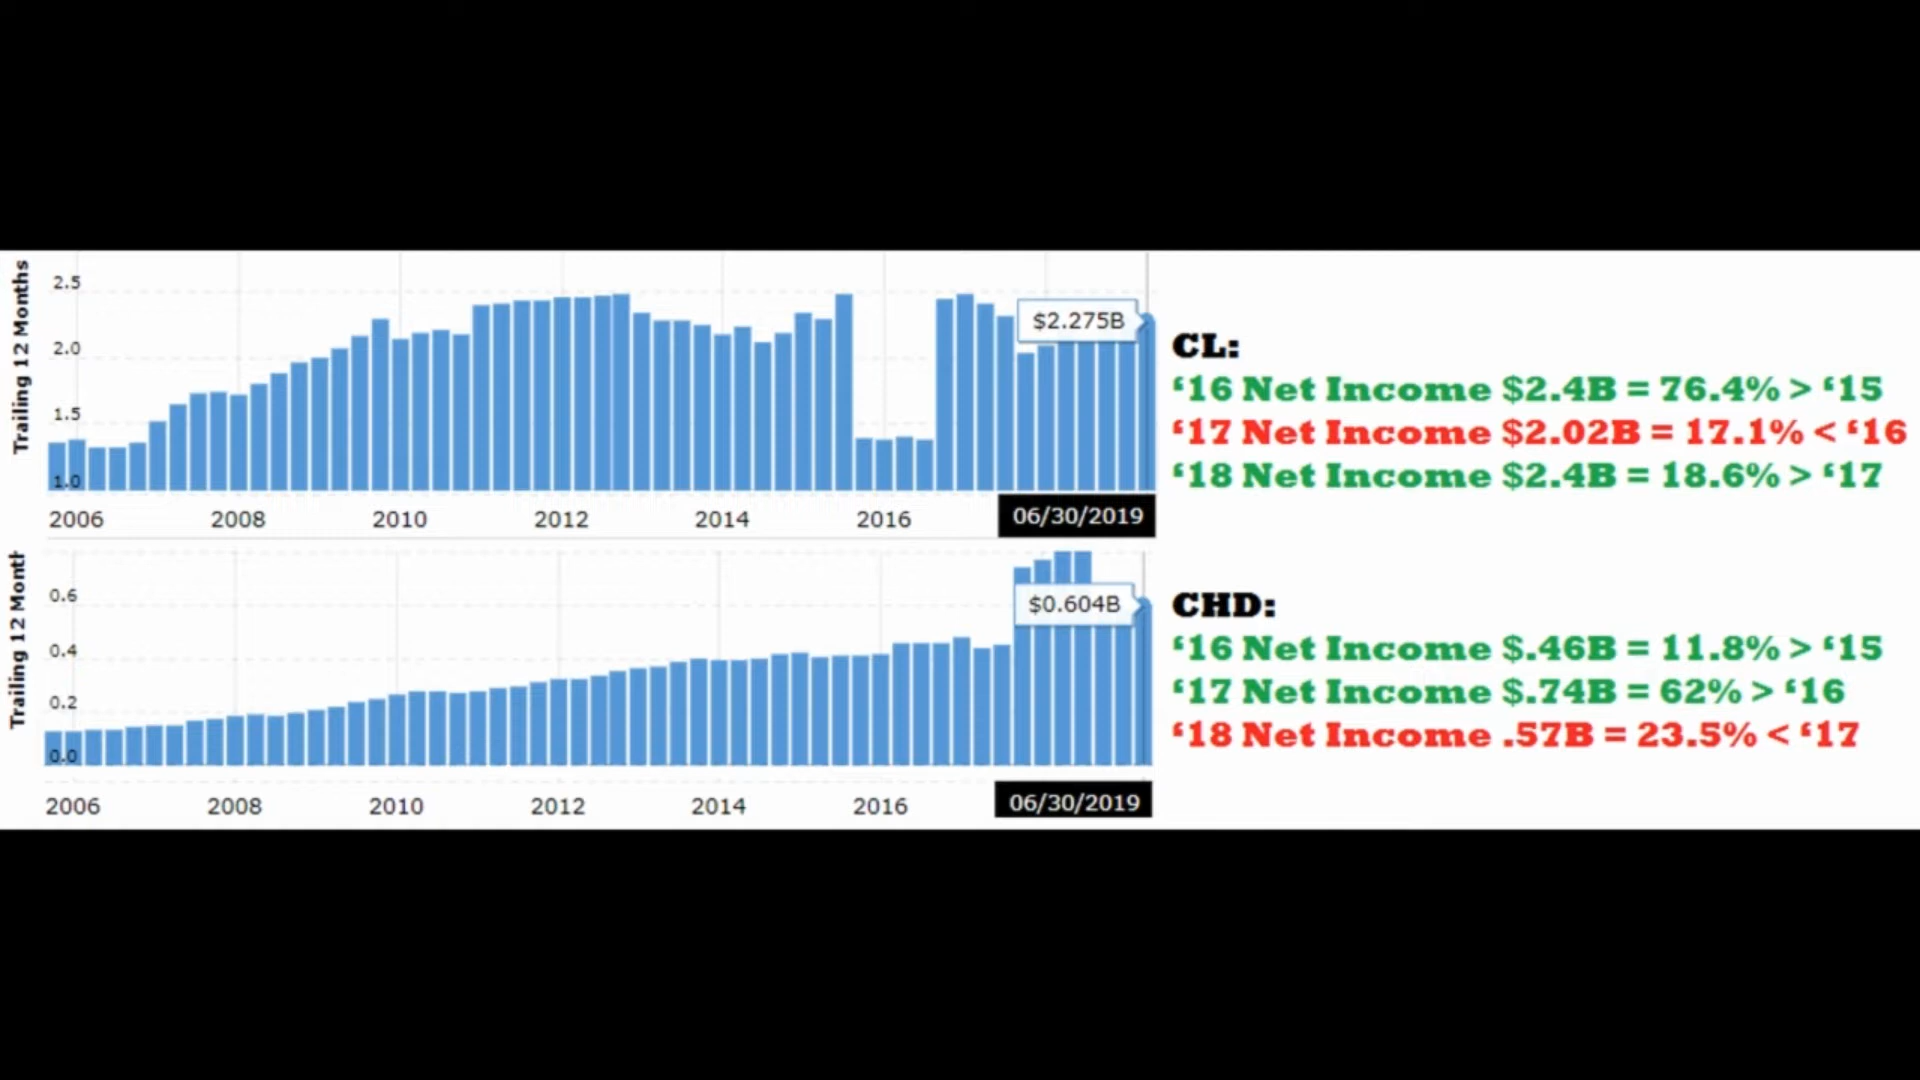 Trailing 12 Months
2.5
2.0
1.5
1.0
$2.275B
2006 2008 2010 2012 2014 2016 06/30/2019
CL:
‘16 Net Income $2.4B = 76.4% > ‘15
‘17 Net Income $2.02B = 17.1% < ‘16
‘18 Net Income $2.4B = 18.6% > ‘17
Trailing 12 Month
0.6
0.4
0.2
0.0
$0.604B
2006 2008 2010 2012 2014 2016 06/30/2019
CHD:
‘16 Net Income $.46B = 11.8% > ‘15
‘17 Net Income $.74B = 62% > ‘16
‘18 Net Income .57B = 23.5% < ‘17